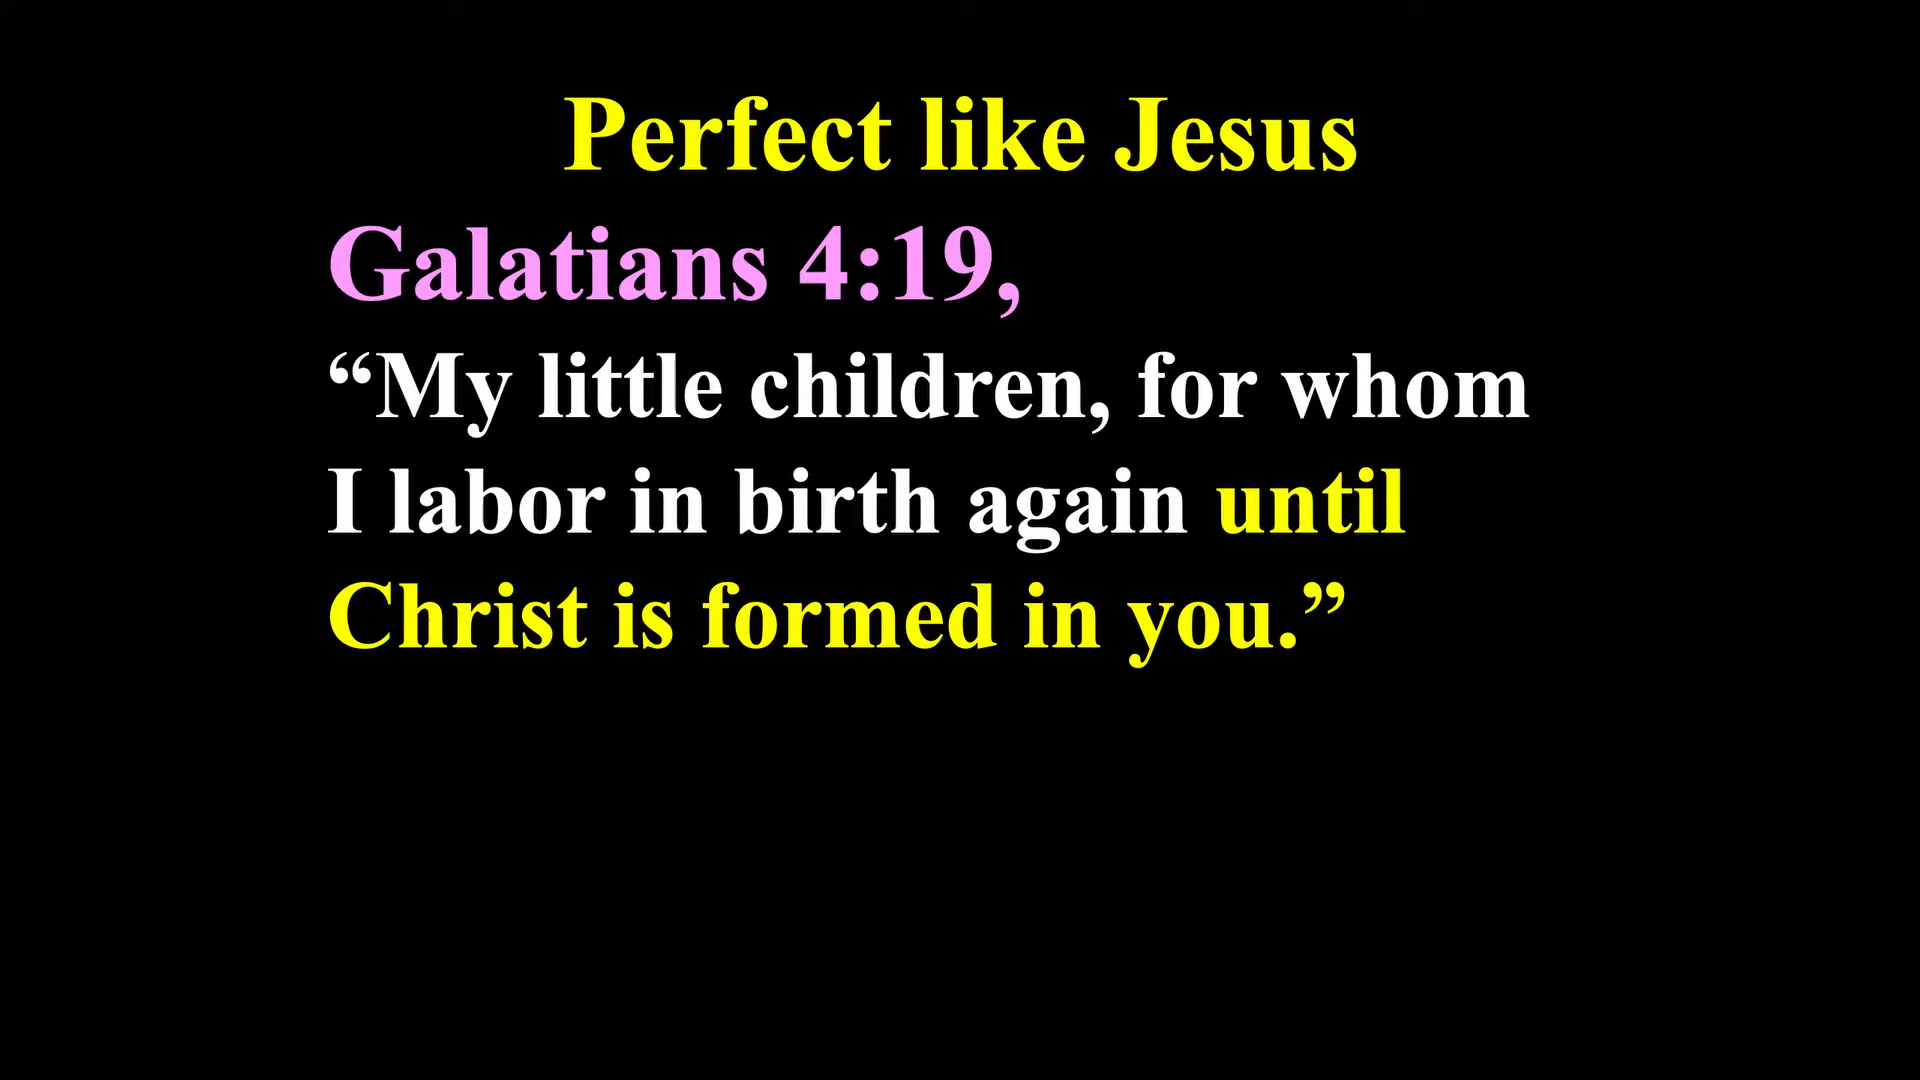 Perfect like Jesus
Galatians 4:19,
“My little children, for whom
I labor in birth again until
Christ is formed in you.”